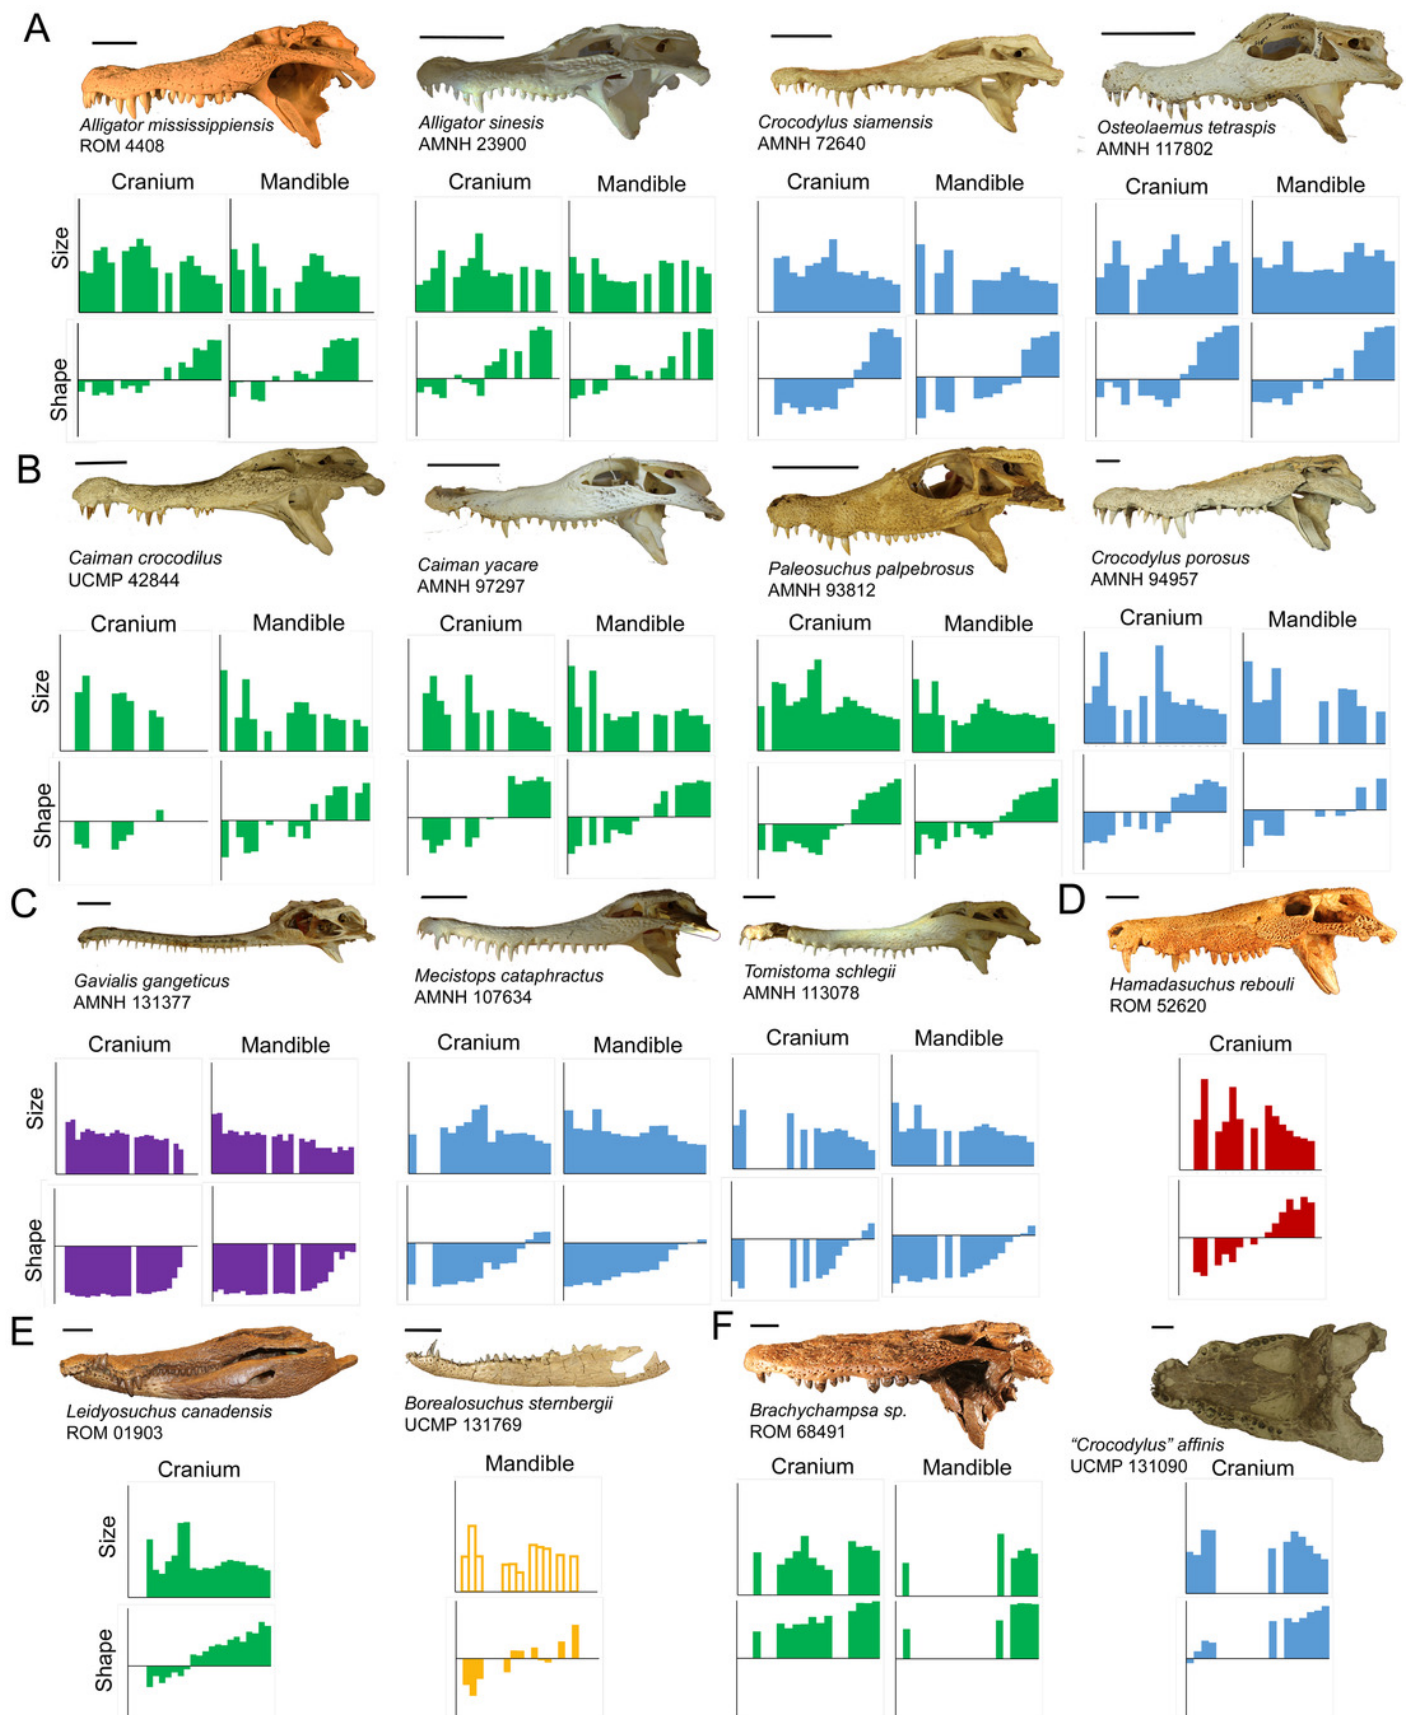 A
Alligator mississippiensis
ROM 4408
Alligator sinesis
AMNH 23900
Crocodylus siamensis
AMNH 72640
Osteolaemus tetraspis
AMNH 117802
Cranium Mandible
Cranium Mandible
Cranium Mandible
Cranium Mandible
Size
Shape
B
Caiman crocodilus
UCMP 42844
Caiman yacare
AMNH 97297
Paleosuchus palpebrosus
AMNH 93812
Crocodylus porosus
AMNH 94957
Cranium Mandible
Cranium Mandible
Cranium Mandible
Cranium Mandible
Size
Shape
C
Gavialis gangeticus
AMNH 131377
Mecistops cataphractus
AMNH 107634
Tomistoma schlegii
AMNH 113078
D
Hamadasuchus rebouli
ROM 52620
Cranium Mandible
Cranium Mandible
Cranium Mandible
Cranium
Size
Shape
E
Leidyosuchus canadensis
ROM 01903
Borealosuchus sternbergii
UCMP 131769
F
Brachychampsa sp.
ROM 68491
“Crocodylus” affinis
UCMP 131090
Cranium
Mandible
Cranium Mandible
Cranium
Size
Shape